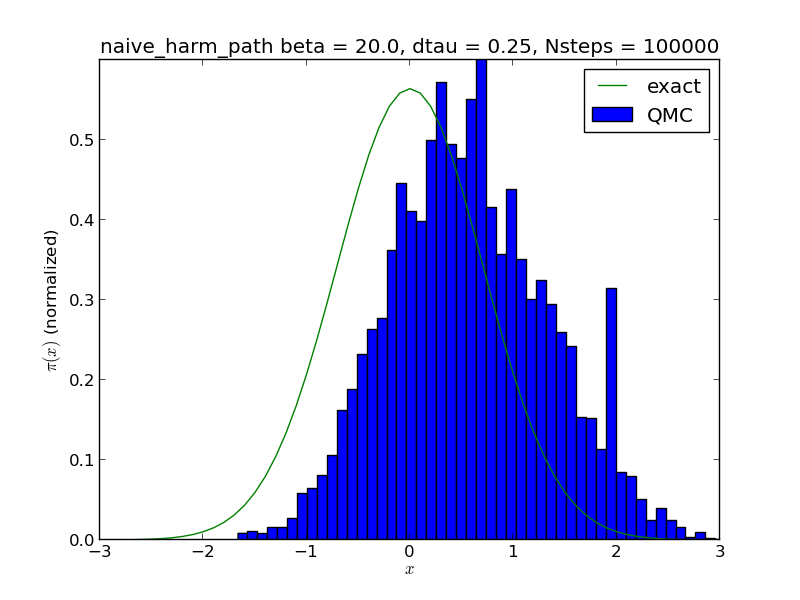 naive_harm_path beta = 20.0, dtau = 0.25, Nsteps = 100000
exact
QMC
π(x) (normalized)
0.5
0.4
0.3
0.2
0.1
0.0
−3 −2 −1 0 1 2 3
x